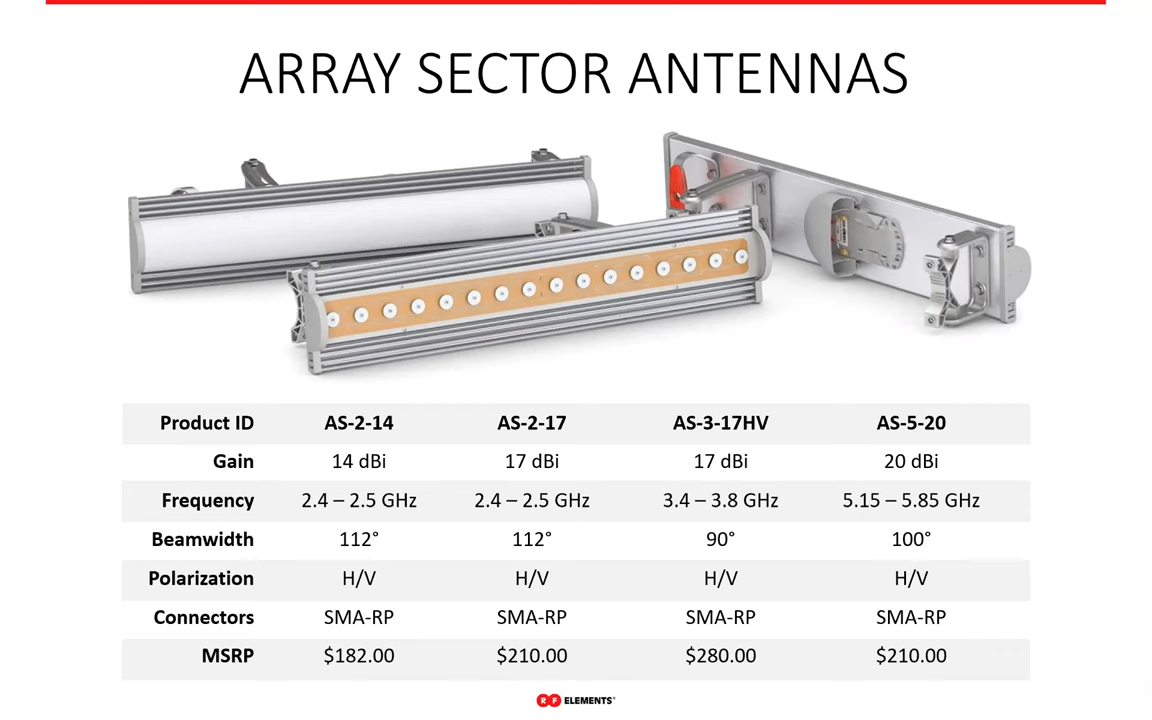 ARRAY SECTOR ANTENNAS
Product ID AS-2-14 AS-2-17 AS-3-17HV AS-5-20
Gain 14 dBi 17 dBi 17 dBi 20 dBi
Frequency 2.4 – 2.5 GHz 2.4 – 2.5 GHz 3.4 – 3.8 GHz 5.15 – 5.85 GHz
Beamwidth 112° 112° 90° 100°
Polarization H/V H/V H/V H/V
Connectors SMA-RP SMA-RP SMA-RP SMA-RP
MSRP $182.00 $210.00 $280.00 $210.00
RF ELEMENTS